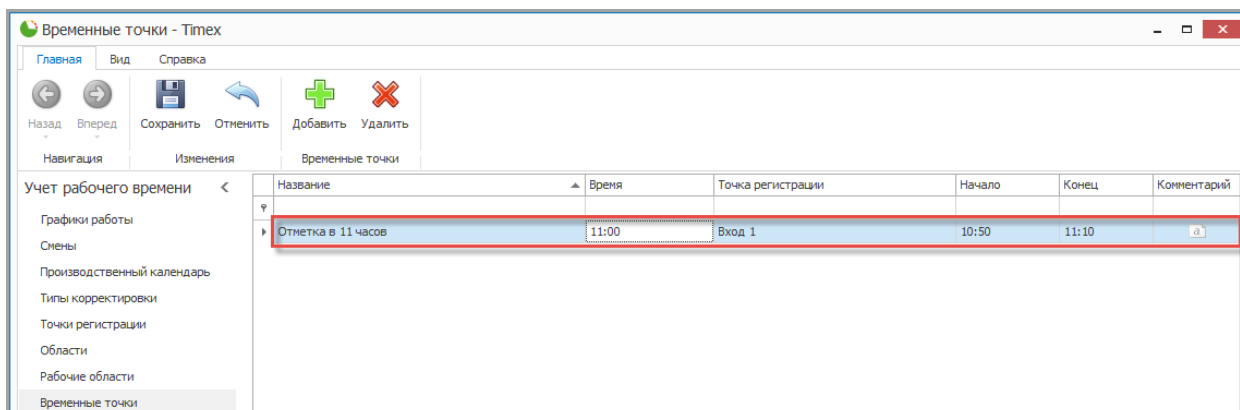 Временные точки - Timex
Главная Вид Справка
Назад Вперед Сохранить Отменить Добавить Удалить
Навигация Изменения Временные точки
Учет рабочего времени <
Название Время Точка регистрации Начало Конец Комментарий
Отметка в 11 часов 11:00 Вход 1 10:50 11:10 a
Графики работы
Смены
Производственный календарь
Типы корректировки
Точки регистрации
Области
Рабочие области
Временные точки